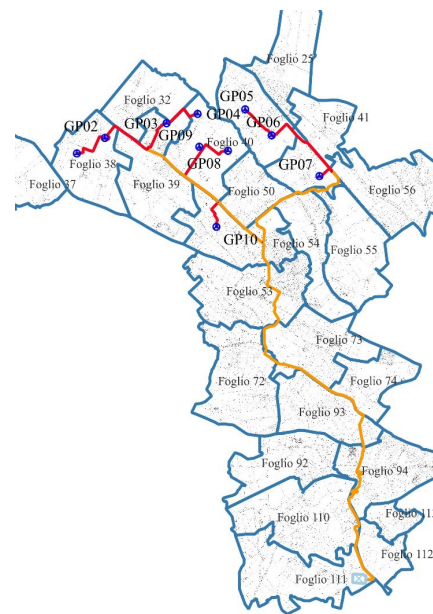 Foglio 25
GP05
Foglio 32
GP04
GP03
GP06
Foglio 41
GP02
GP09
Foglio 40
Foglio 38
GP08
GP07
Foglio 37
Foglio 39
Foglio 50
Foglio 56
GP10
Foglio 54
Foglio 55
Foglio 53
Foglio 73
Foglio 72
Foglio 74
Foglio 93
Foglio 92
Foglio 94
Foglio 110
Foglio 112
Foglio 111